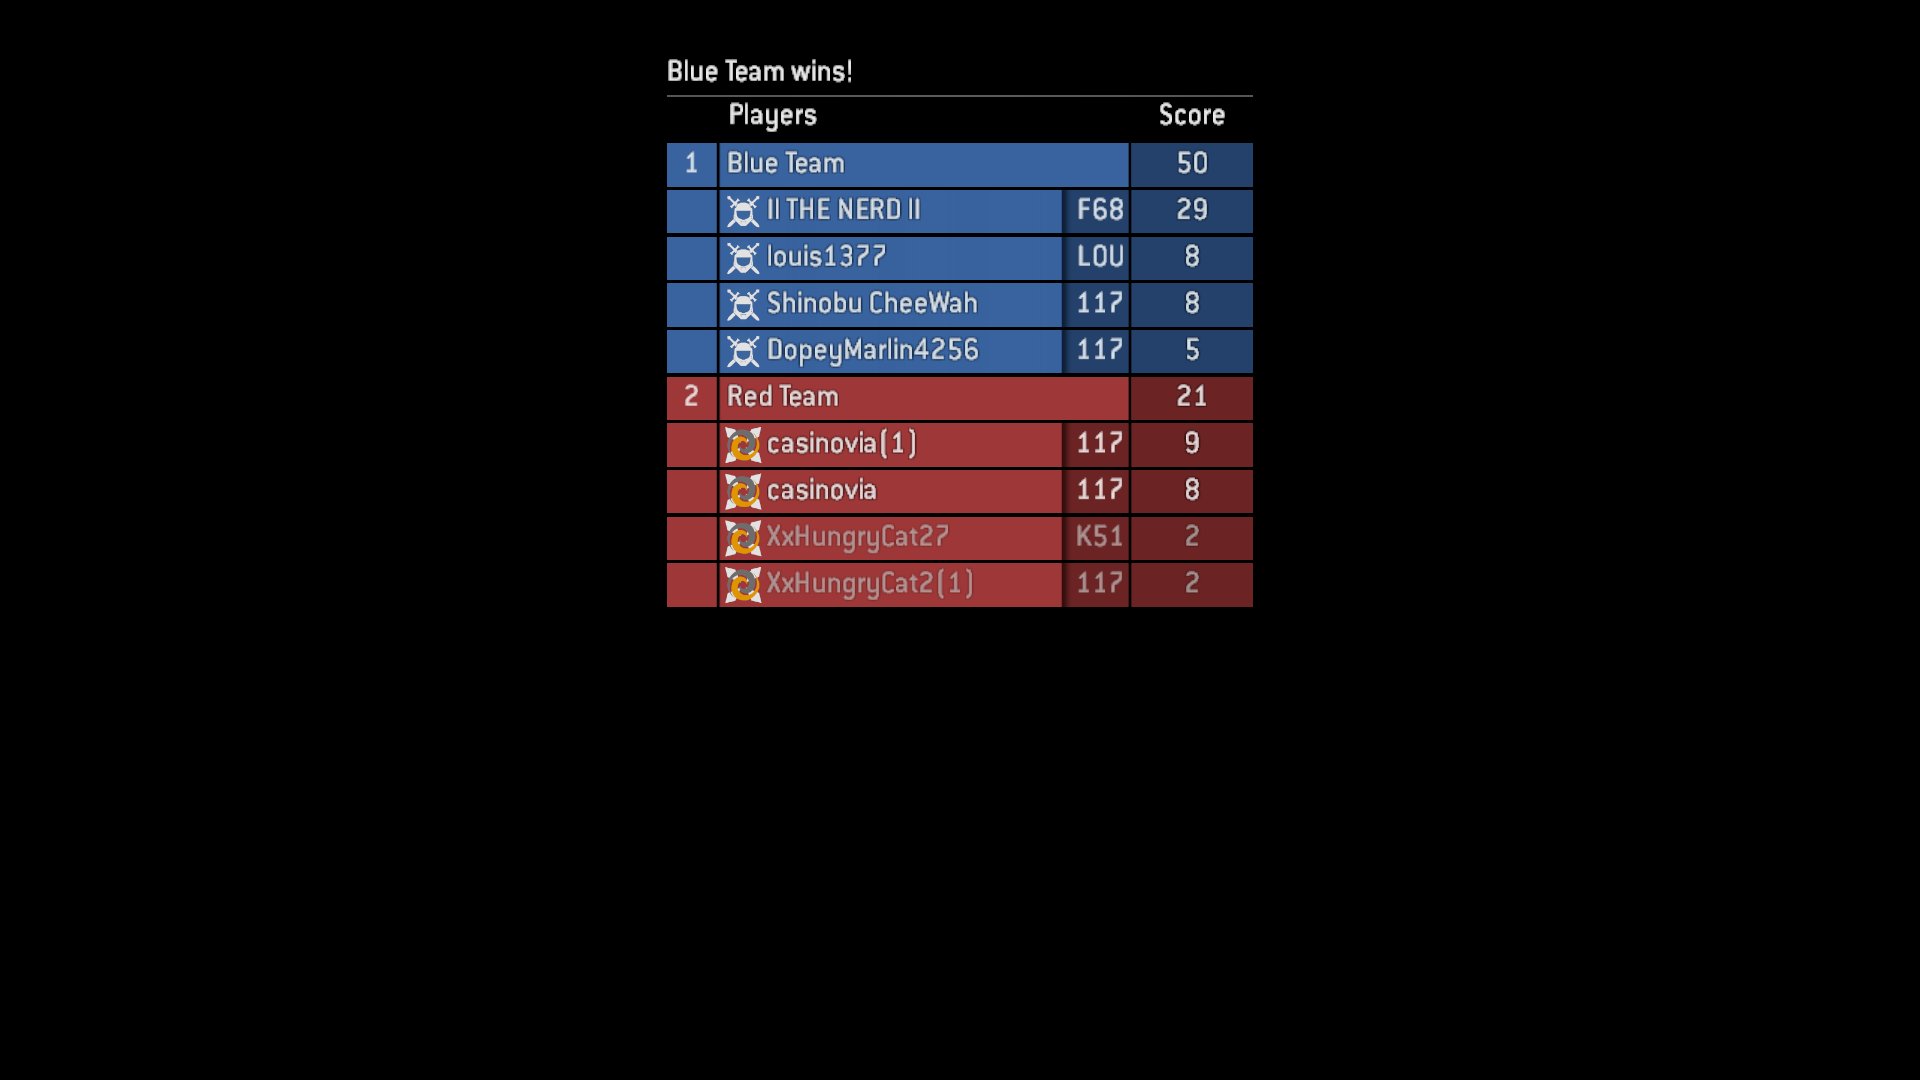 Blue Team wins!
Players Score
1 Blue Team 50
II THE NERD II F68 29
louis1377 LOU 8
Shinobu CheeWah 117 8
DopeyMarlin4256 117 5
2 Red Team 21
casinovia(1) 117 9
casinovia 117 8
XxHungryCat27 K51 2
XxHungryCat2(1) 117 2